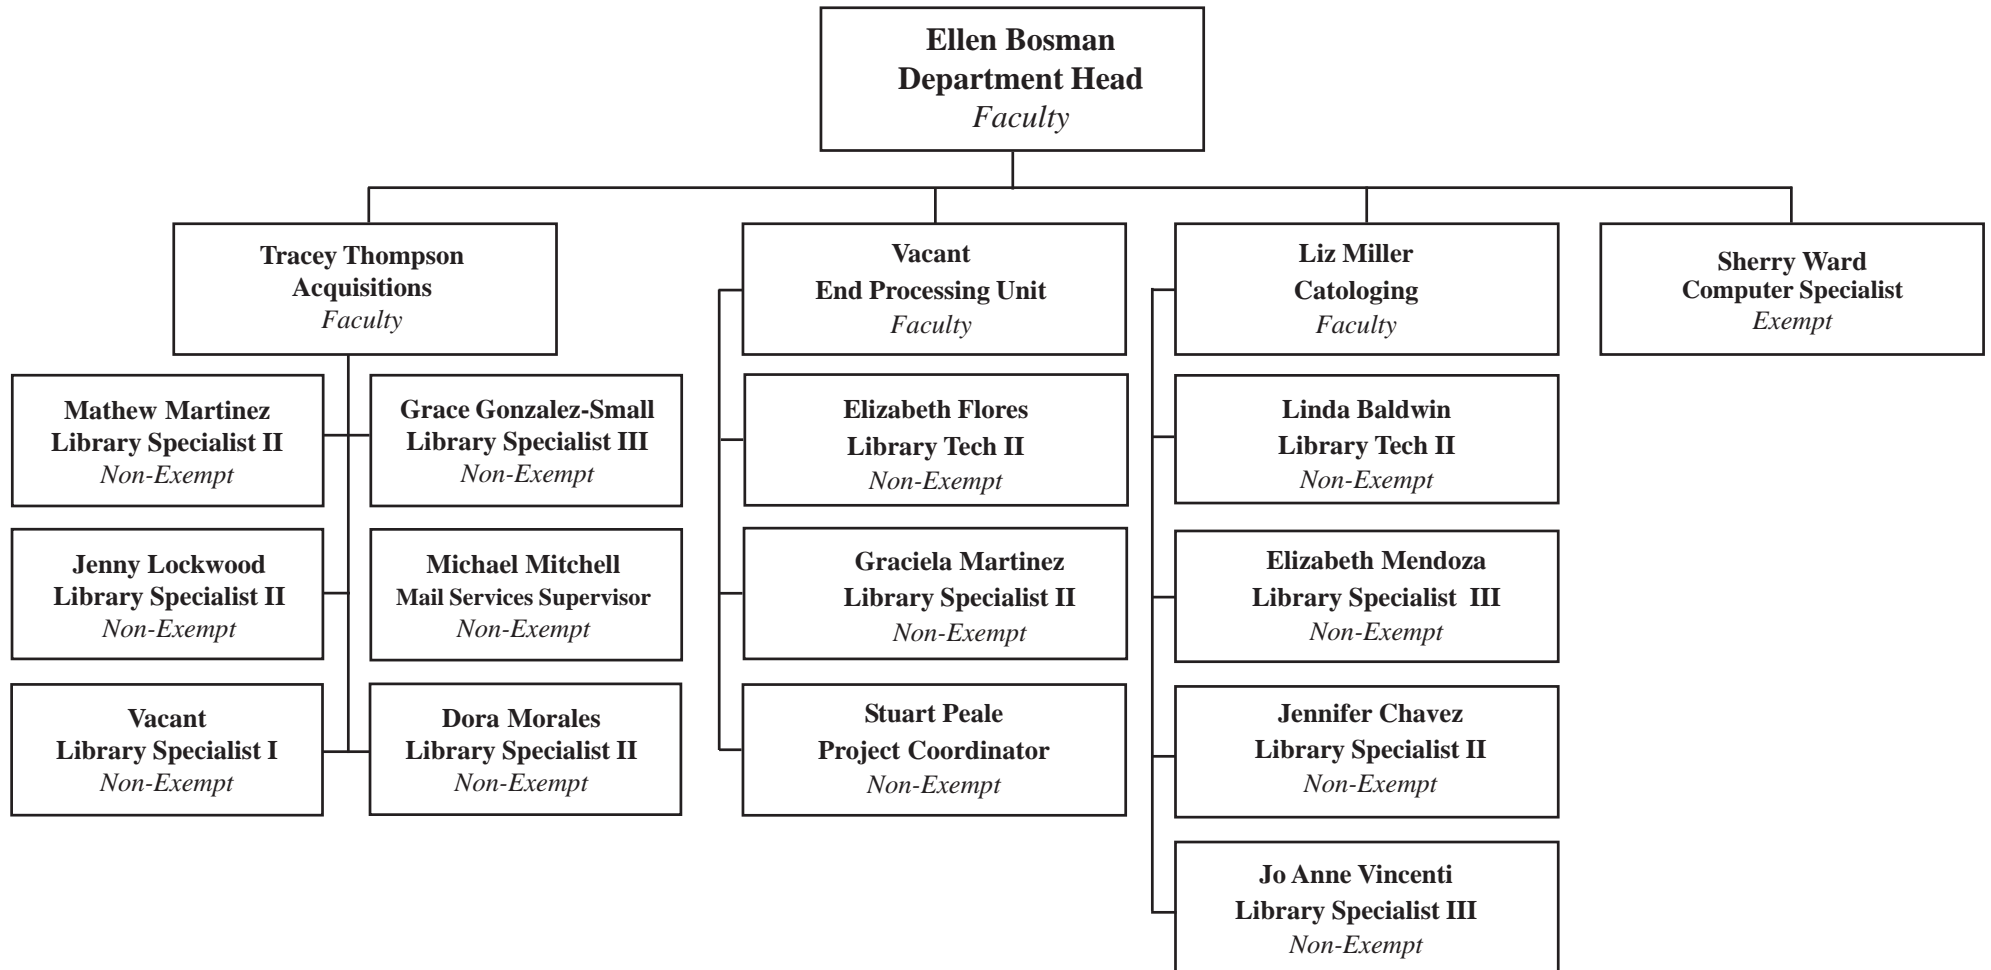 Ellen Bosman
Department Head
Faculty
Tracey Thompson
Acquisitions
Faculty
Vacant
End Processing Unit
Faculty
Liz Miller
Catologing
Faculty
Sherry Ward
Computer Specialist
Exempt
Mathew Martinez
Library Specialist II
Non-Exempt
Grace Gonzalez-Small
Library Specialist III
Non-Exempt
Elizabeth Flores
Library Tech II
Non-Exempt
Linda Baldwin
Library Tech II
Non-Exempt
Jenny Lockwood
Library Specialist II
Non-Exempt
Michael Mitchell
Mail Services Supervisor
Non-Exempt
Graciela Martinez
Library Specialist II
Non-Exempt
Elizabeth Mendoza
Library Specialist III
Non-Exempt
Vacant
Library Specialist I
Non-Exempt
Dora Morales
Library Specialist II
Non-Exempt
Stuart Peale
Project Coordinator
Non-Exempt
Jennifer Chavez
Library Specialist II
Non-Exempt
Jo Anne Vincenti
Library Specialist III
Non-Exempt